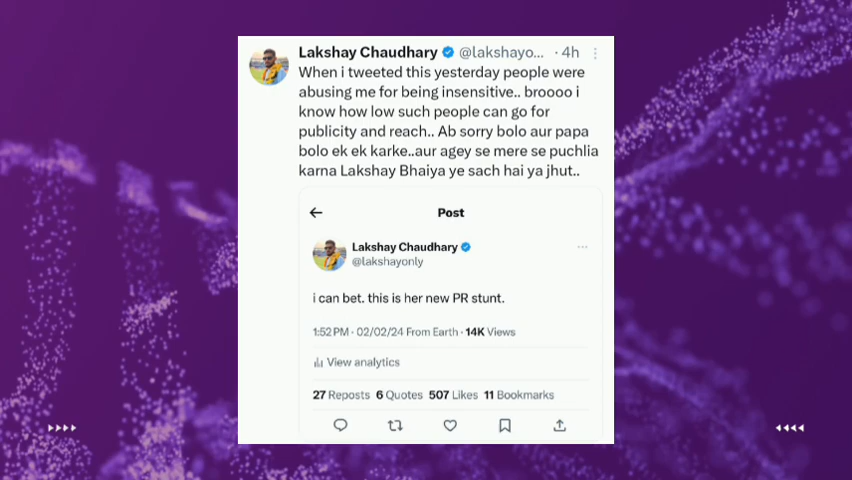 Lakshay Chaudhary @lakshayo... · 4h
When i tweeted this yesterday people were
abusing me for being insensitive.. broooo i
know how low such people can go for
publicity and reach.. Ab sorry bolo aur papa
bolo ek ek karke..aur agey se mere se puchlia
karna Lakshay Bhaiya ye sach hai ya jhut..
Post
Lakshay Chaudhary
@lakshayonly
i can bet. this is her new PR stunt.
1:52 PM · 02/02/24 From Earth · 14K Views
View analytics
27 Reposts 6 Quotes 507 Likes 11 Bookmarks